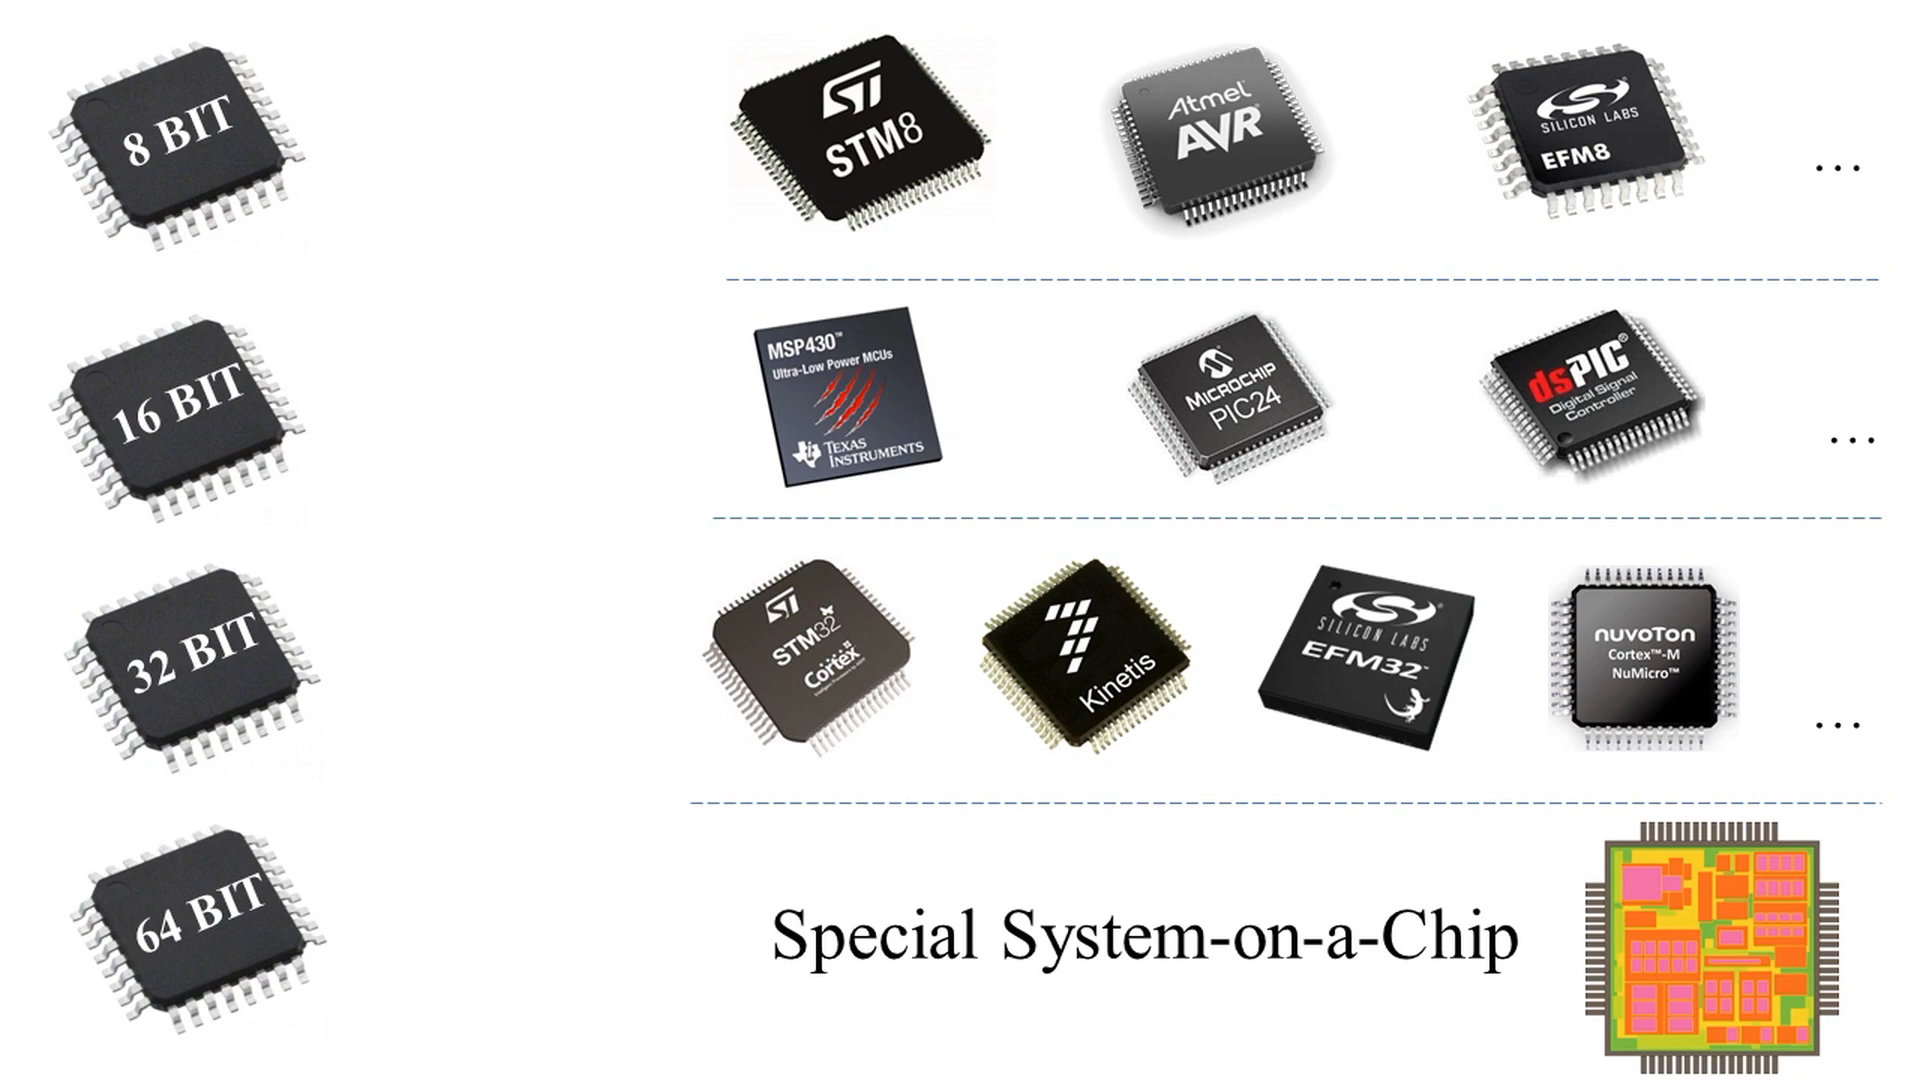 8 BIT
ST
STM8
Atmel
AVR
SILICON LABS
EFM8
...
16 BIT
MSP430™
Ultra-Low Power MCUs
TEXAS
INSTRUMENTS
MICROCHIP
PIC24
dsPIC®
Digital Signal
Controller
...
32 BIT
ST
STM32
Cortex
Kinetis
SILICON LABS
EFM32
nuvoTon
Cortex™-M
NuMicro™
...
64 BIT
Special System-on-a-Chip